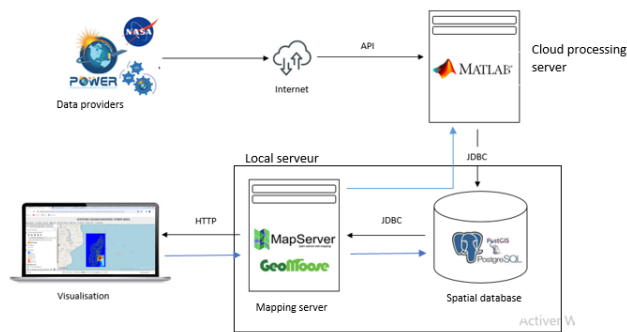 NASA
POWER
Data providers
Internet
API
MATLAB®
Cloud processing
server
JDBC
Local serveur
HTTP
MapServer
GeoMoose
JDBC
PostGIS
PostgreSQL
Visualisation
Mapping server
Spatial database
Activer W